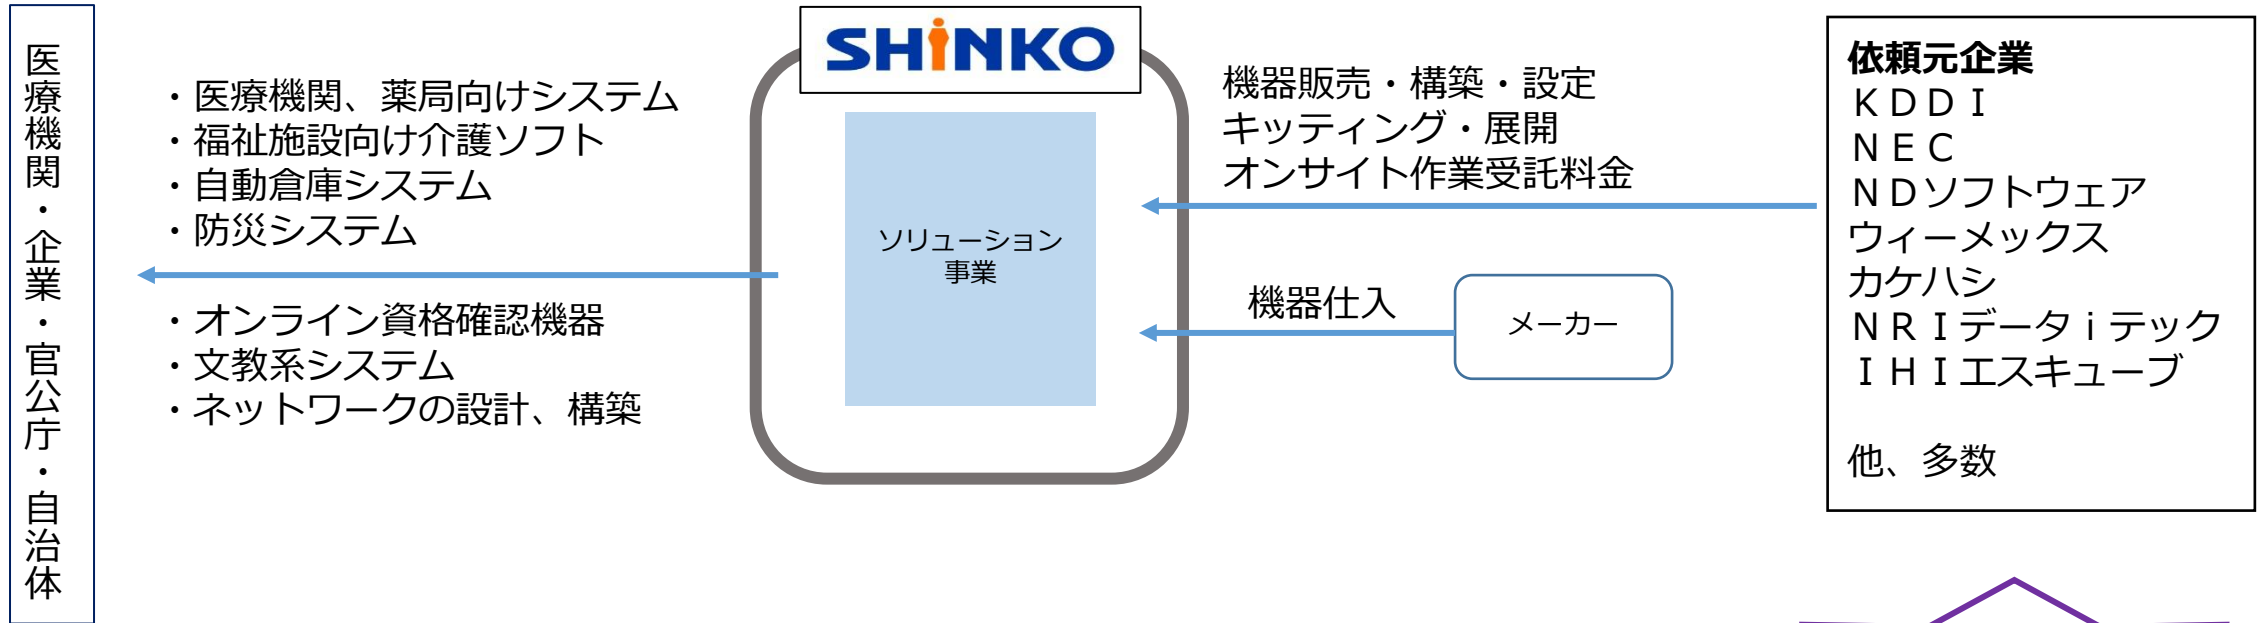 医療機関・企業・官公庁・自治体
・医療機関、薬局向けシステム
・福祉施設向け介護ソフト
・自動倉庫システム
・防災システム
・オンライン資格確認機器
・文教系システム
・ネットワークの設計、構築
SHiNKO
ソリューション
事業
機器販売・構築・設定
キッティング・展開
オンサイト作業受託料金
機器仕入
メーカー
依頼元企業
ＫＤＤＩ
ＮＥＣ
ＮＤソフトウェア
ウィーメックス
カケハシ
ＮＲＩデータｉテック
ＩＨＩエスキューブ
他、多数